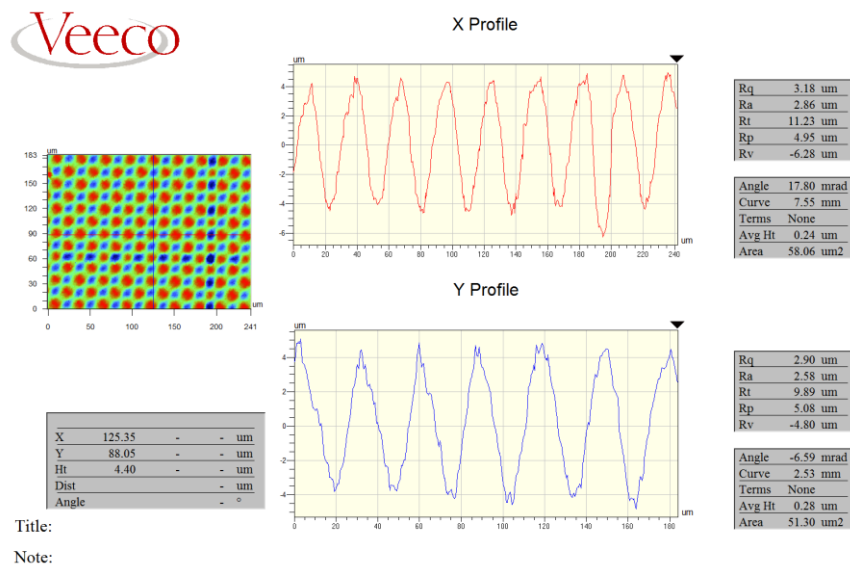 Veeco
X Profile
um
4
2
0
-2
-4
-6
0 20 40 60 80 100 120 140 160 180 200 220 240
um
Rq 3.18 um
Ra 2.86 um
Rt 11.23 um
Rp 4.95 um
Rv -6.28 um
Angle 17.80 mrad
Curve 7.55 mm
Terms None
Avg Ht 0.24 um
Area 58.06 um2
um
183
150
120
90
60
30
0
um
0 50 100 150 200 241
Y Profile
um
4
2
0
-2
-4
0 20 40 60 80 100 120 140 160
um
Rq 2.90 um
Ra 2.58 um
Rt 9.89 um
Rp 5.08 um
Rv -4.80 um
Angle -6.59 mrad
Curve 2.53 mm
Terms None
Avg Ht 0.28 um
Area 51.30 um2
X 125.35 - - um
Y 88.05 - - um
Ht 4.40 - - um
Dist - um
Angle - °
Title:
Note: